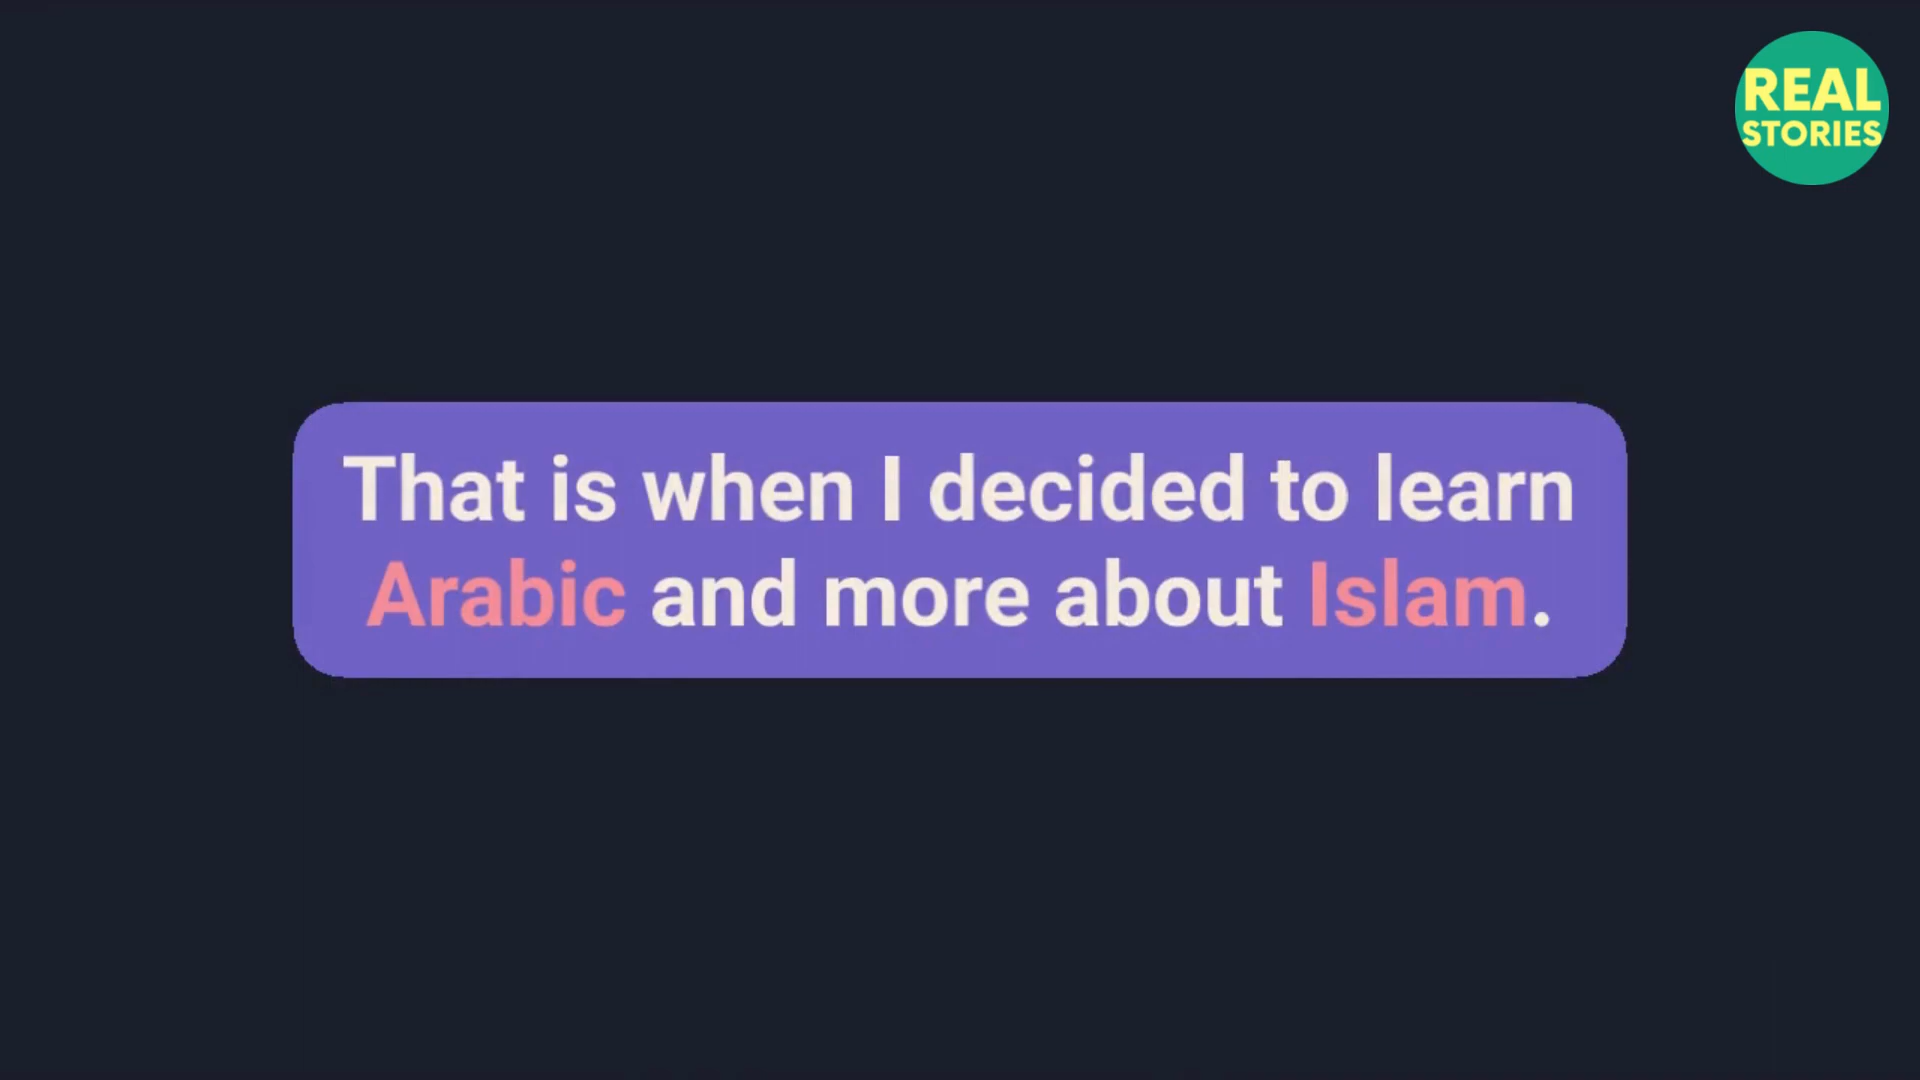 REAL
STORIES
That is when I decided to learn
Arabic and more about Islam.